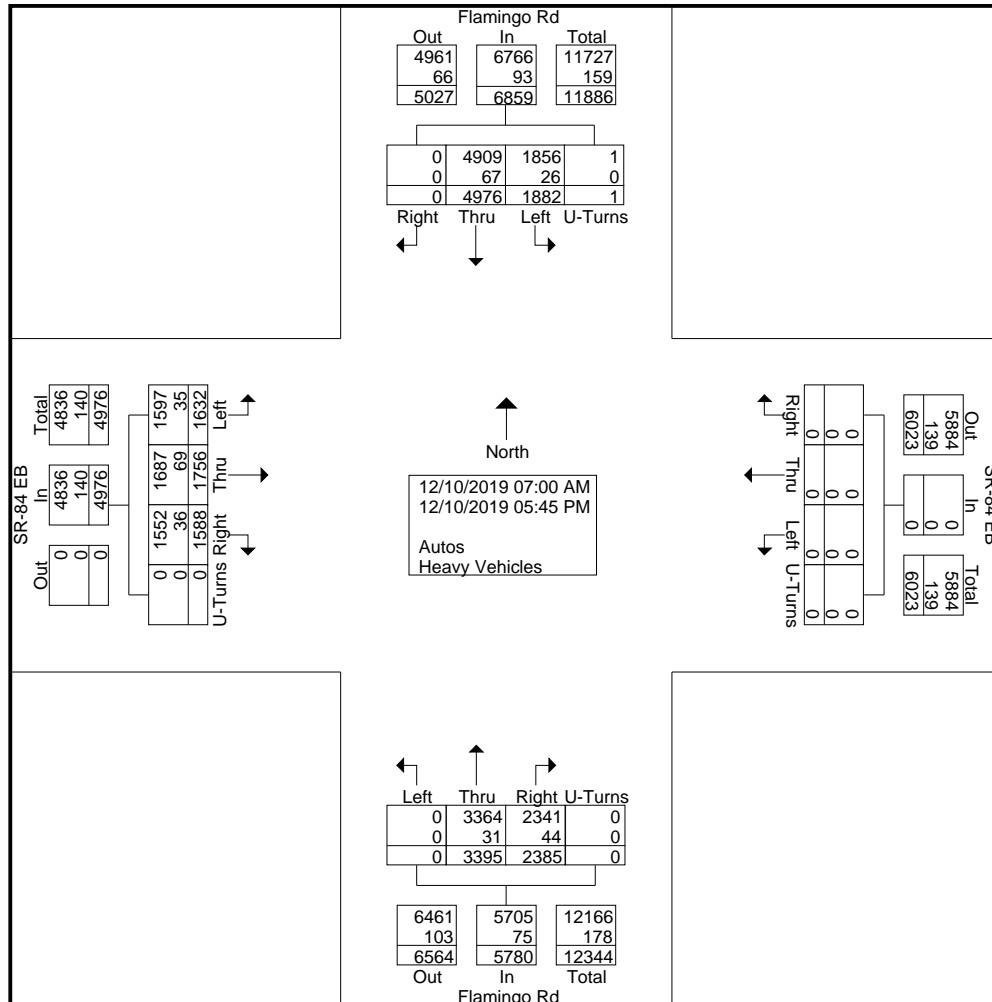 Flamingo Rd
Out In Total
4961 6766 11727
66 93 159
5027 6859 11886
0 4909 1856 1
0 67 26 0
0 4976 1882 1
Right Thru Left U-Turns
SR-84 EB
Total In Out
4836 4836 0
140 140 0
4976 4976 0
1597 1687 1552 0
35 69 36 0
1632 1756 1588 0
Left Thru Right U-Turns
North
12/10/2019 07:00 AM
12/10/2019 05:45 PM
Autos
Heavy Vehicles
Right Thru Left U-Turns
0 0 0 0
0 0 0 0
0 0 0 0
SR-84 EB
Out In Total
5884 0 5884
139 0 139
6023 0 6023
Left Thru Right U-Turns
0 3364 2341 0
0 31 44 0
0 3395 2385 0
6461 5705 12166
103 75 178
6564 5780 12344
Out In Total
Flamingo Rd